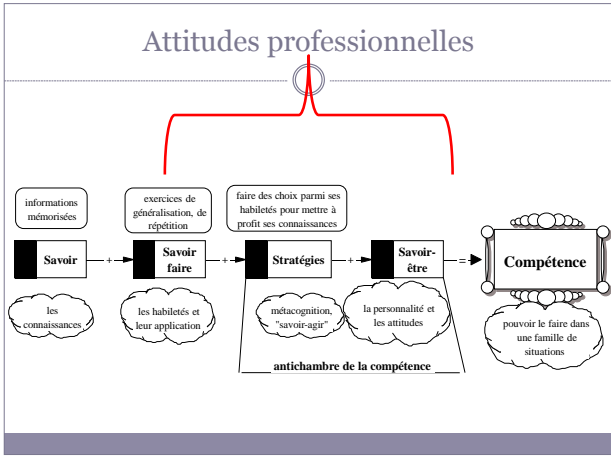 Attitudes professionnelles
informations
mémorisées
exercices de
généralisation, de
répétition
faire des choix parmi ses
habiletés pour mettre à
profit ses connaissances
Savoir
+
Savoir
faire
+
Stratégies
+
Savoir-
être
=
Compétence
les
connaissances
les habiletés et
leur application
métacognition,
"savoir-agir"
la personnalité et
les attitudes
pouvoir le faire dans
une famille de
situations
antichambre de la compétence